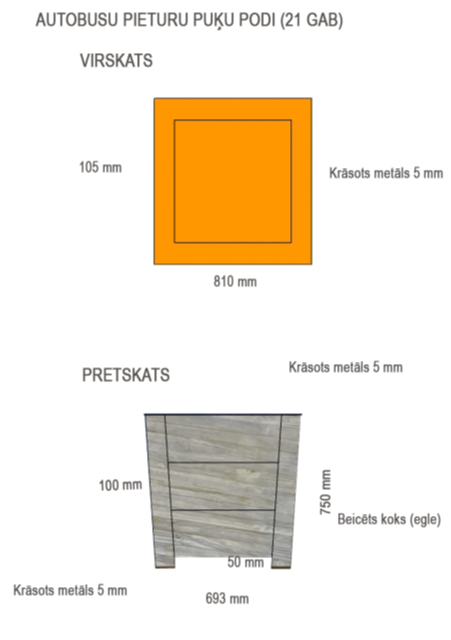 AUTOBUSU PIETURU PUĶU PODI (21 GAB)
VIRSKATS
105 mm
Krāsots metāls 5 mm
810 mm
Krāsots metāls 5 mm
PRETSKATS
100 mm
750 mm
Beicēts koks (egle)
50 mm
Krāsots metāls 5 mm
693 mm